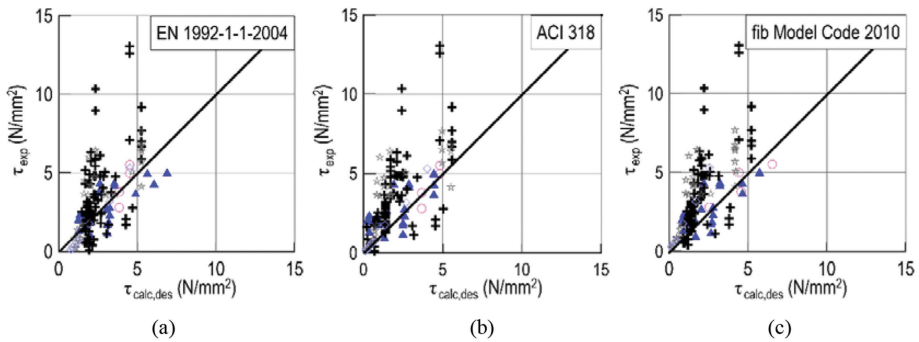 EN 1992-1-1-2004
15
10
5
0
τexp (N/mm²)
0 5 10 15
τcalc,des (N/mm²)
(a)
ACI 318
15
10
5
0
τexp (N/mm²)
0 5 10 15
τcalc,des (N/mm²)
(b)
fib Model Code 2010
15
10
5
0
τexp (N/mm²)
0 5 10 15
τcalc,des (N/mm²)
(c)